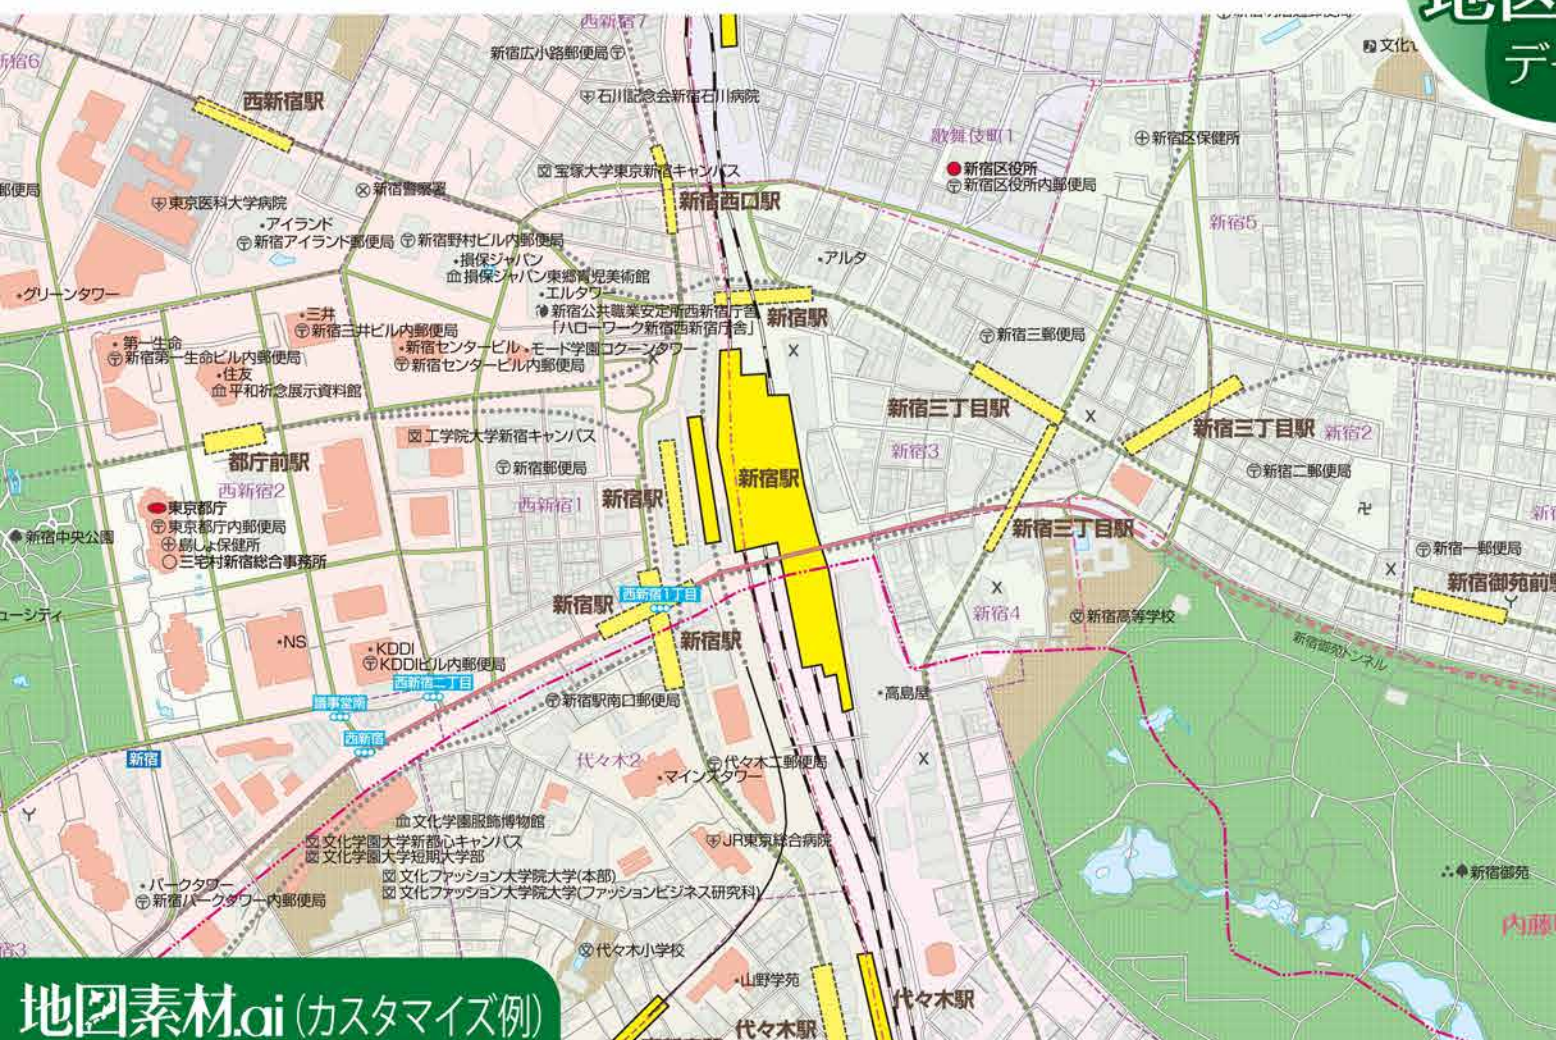 地図
デー
西新宿7
新宿広小路郵便局
文化
新宿6
西新宿駅
石川記念会新宿石川病院
歌舞伎町1
新宿区保健所
宝塚大学東京新宿キャンパス
新宿区役所
新宿区役所内郵便局
郵便局
新宿警察署
東京医科大学病院
新宿西口駅
アイランド
新宿5
新宿アイランド郵便局
新宿野村ビル内郵便局
損保ジャパン
アルタ
損保ジャパン東郷青児美術館
グリーンタワー
エルタワー
三井
新宿公共職業安定所西新宿庁舎
新宿駅
新宿三井ビル内郵便局
「ハローワーク新宿西新宿庁舎」
新宿三郵便局
第一生命
新宿センタービル
モード学園コクーンタワー
新宿第一生命ビル内郵便局
新宿センタービル内郵便局
住友
平和祈念展示資料館
新宿三丁目駅
新宿三丁目駅
新宿2
工学院大学新宿キャンパス
新宿3
都庁前駅
新宿郵便局
新宿二郵便局
新宿駅
西新宿2
新宿駅
西新宿1
東京都庁
新宿
東京都庁内郵便局
新宿三丁目駅
新宿中央公園
島しょ保健所
新宿一郵便局
三宅村新宿総合事務所
新宿御苑前駅
西新宿1丁目
新宿駅
新宿4
新宿高等学校
ューシティ
新宿駅
NS
KDDI
新宿御苑トンネル
KDDIビル内郵便局
西新宿二丁目
高島屋
議事堂前
新宿駅南口郵便局
西新宿
新宿
代々木2
代々木二郵便局
マインズタワー
文化学園服飾博物館
文化学園大学新都心キャンパス
JR東京総合病院
文化学園大学短期大学部
文化ファッション大学院大学(本部)
新宿御苑
パークタワー
文化ファッション大学院大学(ファッションビジネス研究科)
新宿パークタワー内郵便局
内藤
宿3
代々木小学校
山野学苑
代々木駅
地図素材.ai(カスタマイズ例)
代々木駅